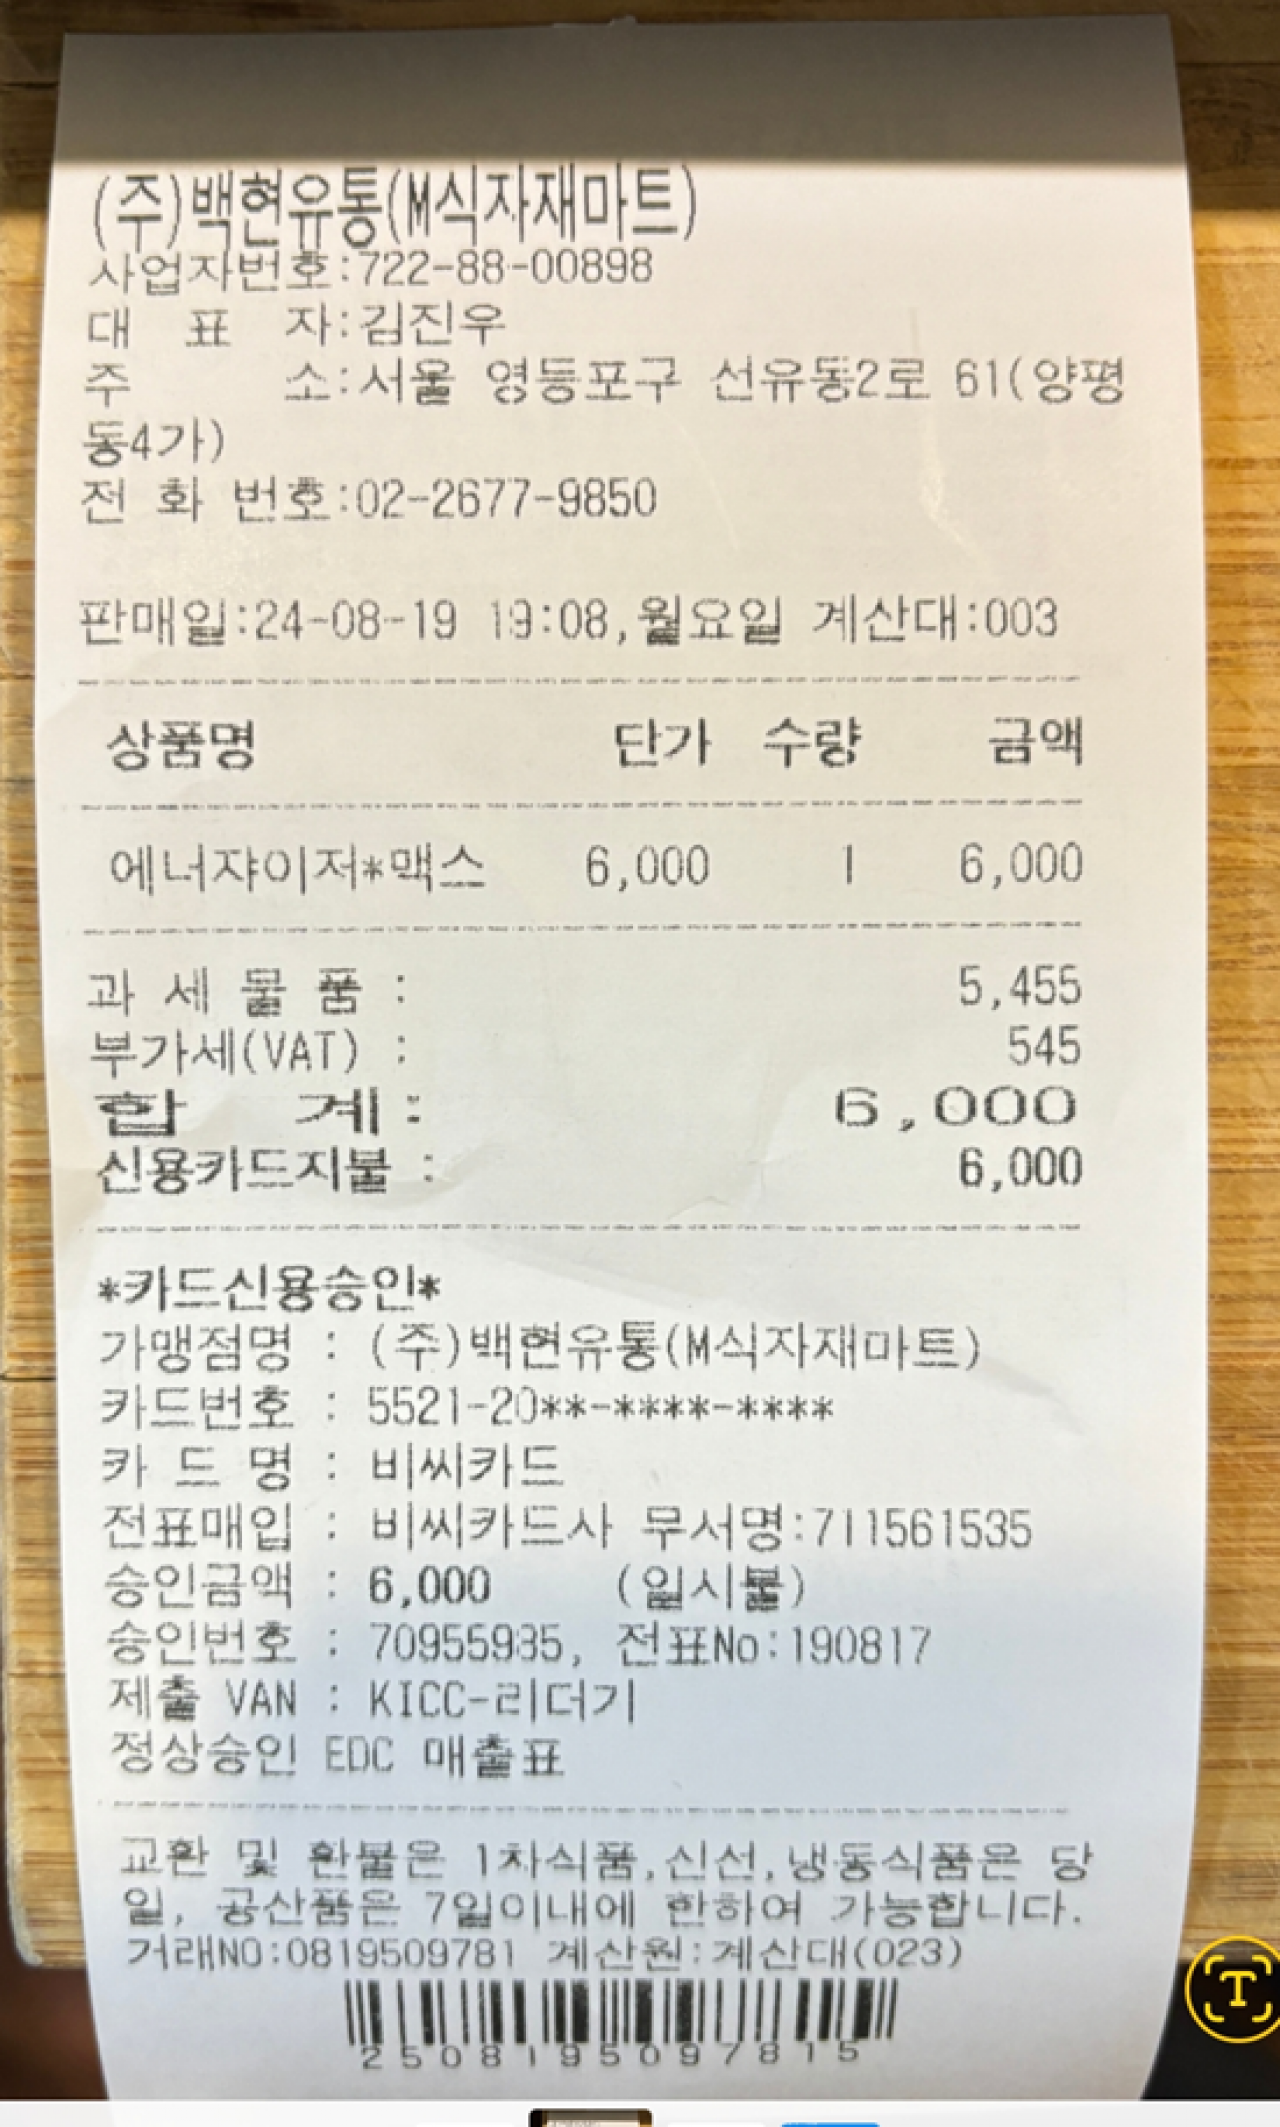 (주)백현유통(M식자재마트)
사업자번호:722-88-00898
대 표 자:김진우
주 소:서울 영등포구 선유동2로 61(양평
동4가)
전 화 번호:02-2677-9850
판매일:24-08-19 19:08,월요일 계산대:003
상품명 단가 수량 금액
에너쟈이저*맥스 6,000 1 6,000
과 세 물 품 : 5,455
부가세(VAT) : 545
합 계: 6,000
신용카드지불 : 6,000
*카드신용승인*
가맹점명 : (주)백현유통(M식자재마트)
카드번호 : 5521-20**-****-****
카 드 명 : 비씨카드
전표매입 : 비씨카드사 무서명:711561535
승인금액 : 6,000 (일시불)
승인번호 : 70955935, 전표No:190817
제출 VAN : KICC-리더기
정상승인 EDC 매출표
교환 및 환불은 1차식품,신선,냉동식품은 당
일, 공산품은 7일이내에 한하여 가능합니다.
거래NO:0819509781 계산원:계산대(023)
2508195097815